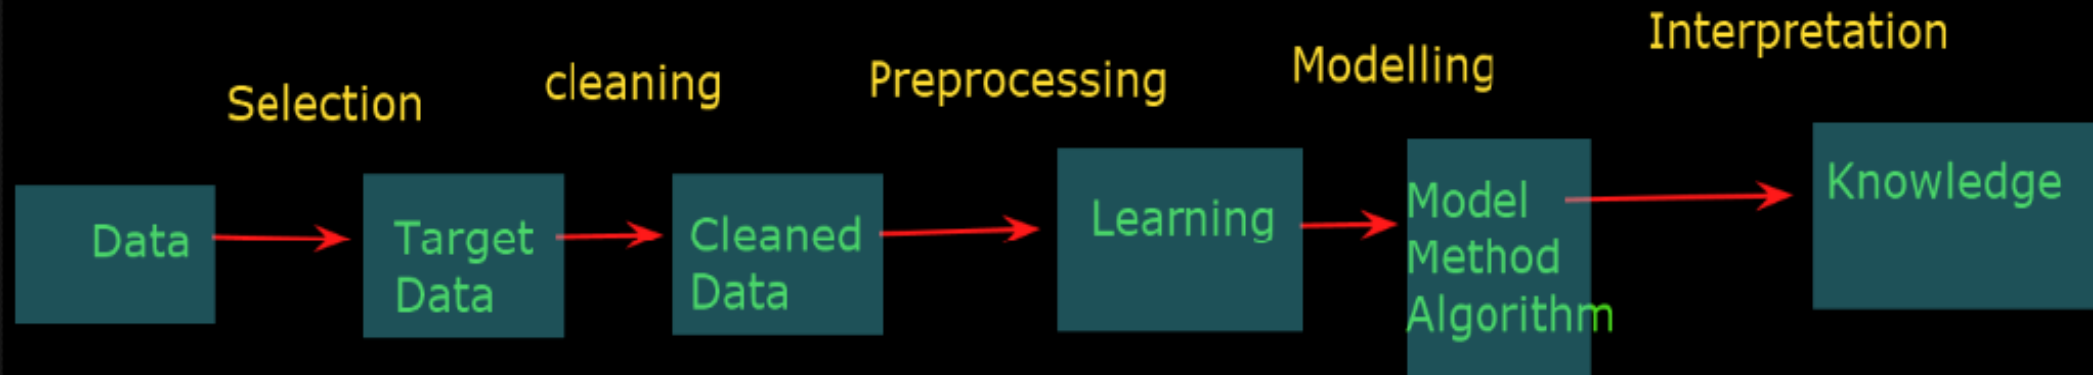 Selection
cleaning
Preprocessing
Modelling
Interpretation
Data
Target
Data
Cleaned
Data
Learning
Model
Method
Algorithm
Knowledge